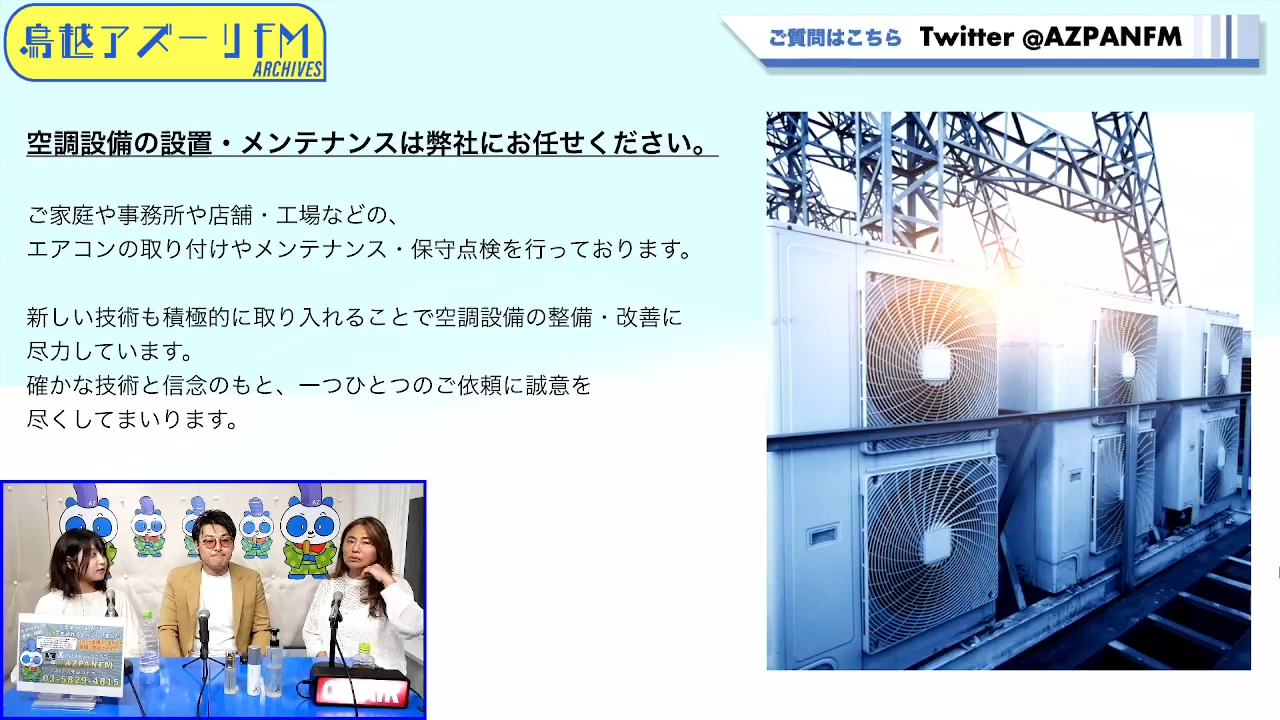 鳥越アズーリFM
ARCHIVES
ご質問はこちら Twitter @AZPANFM
空調設備の設置・メンテナンスは弊社にお任せください。
ご家庭や事務所や店舗・工場などの、
エアコンの取り付けやメンテナンス・保守点検を行っております。
新しい技術も積極的に取り入れることで空調設備の整備・改善に
尽力しています。
確かな技術と信念のもと、一つひとつのご依頼に誠意を
尽くしてまいります。
AZPANFM
03-5829-4815